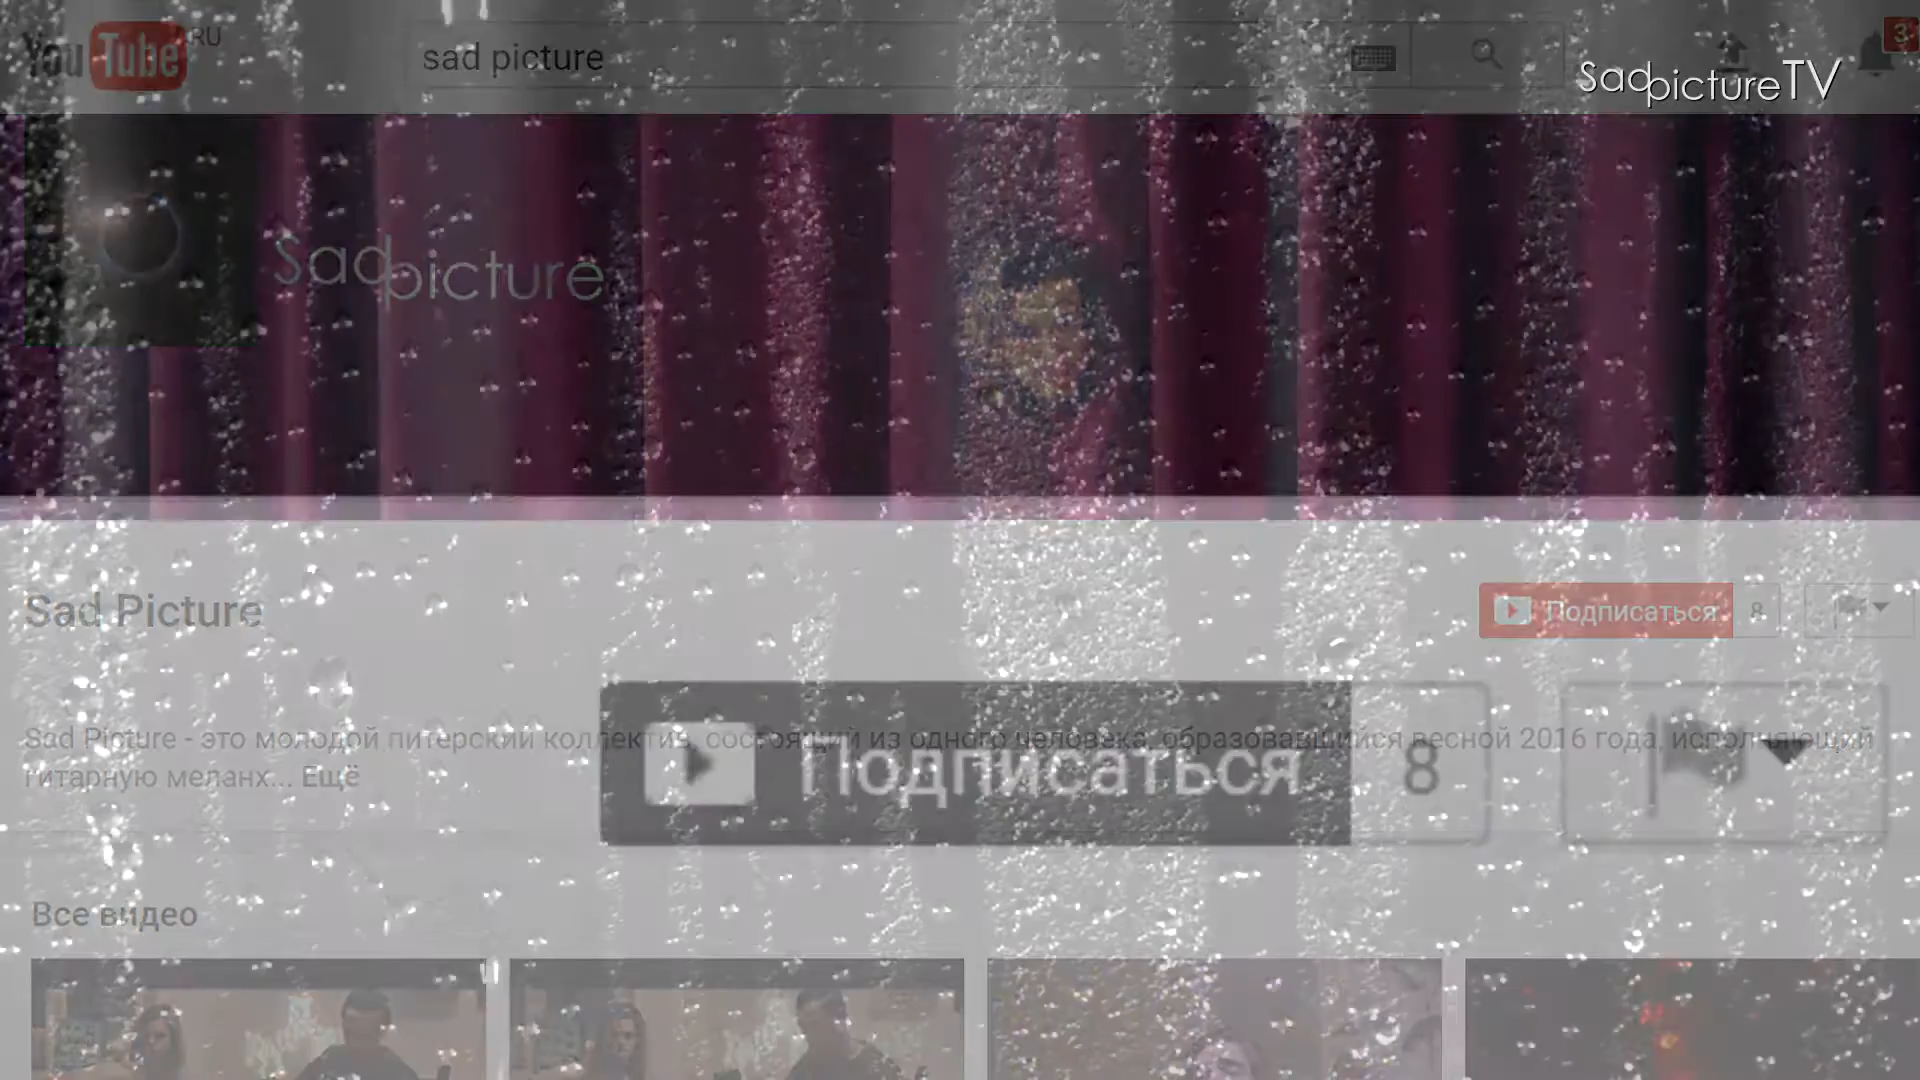 YouTube RU
sad picture
3
SadpictureTV
Sadpicture
Sad Picture
Подписаться 8
Sad Picture - это молодой питерский коллектив, состоящий из одного человека, образовавшийся весной 2016 года, исполняющий
гитарную меланх... Ещё
Подписаться 8
Все видео